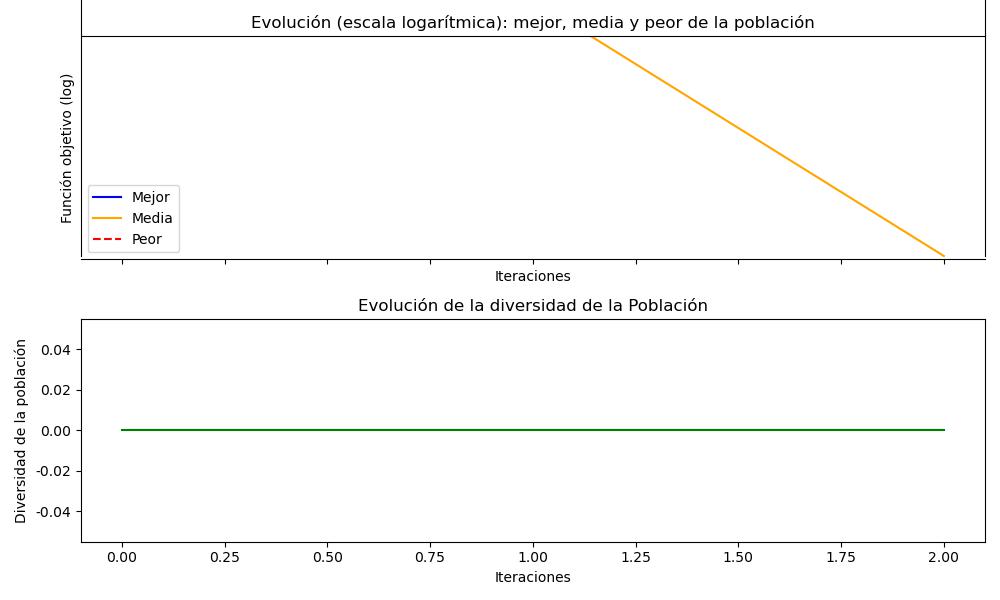 Evolución (escala logarítmica): mejor, media y peor de la población
Función objetivo (log)
Mejor
Media
Peor
Iteraciones
Evolución de la diversidad de la Población
Diversidad de la población
0.04
0.02
0.00
-0.02
-0.04
0.00 0.25 0.50 0.75 1.00 1.25 1.50 1.75 2.00
Iteraciones